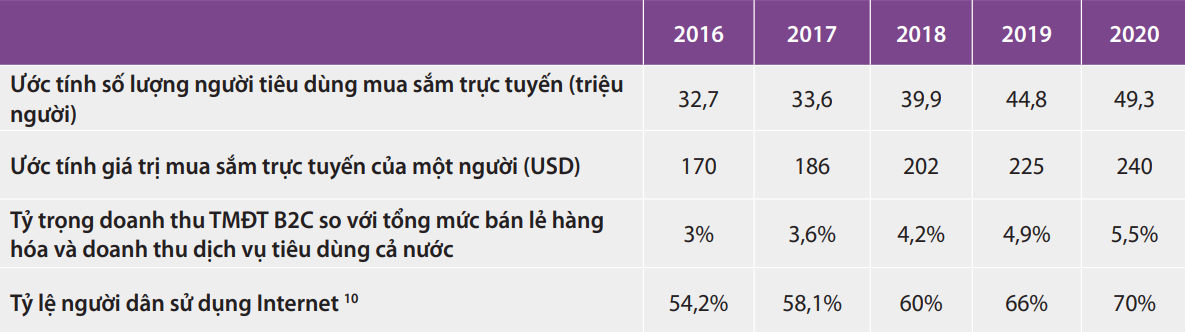 2016 2017 2018 2019 2020
Ước tính số lượng người tiêu dùng mua sắm trực tuyến (triệu
người) 32,7 33,6 39,9 44,8 49,3
Ước tính giá trị mua sắm trực tuyến của một người (USD) 170 186 202 225 240
Tỷ trọng doanh thu TMĐT B2C so với tổng mức bán lẻ hàng
hóa và doanh thu dịch vụ tiêu dùng cả nước 3% 3,6% 4,2% 4,9% 5,5%
Tỷ lệ người dân sử dụng Internet 10 54,2% 58,1% 60% 66% 70%